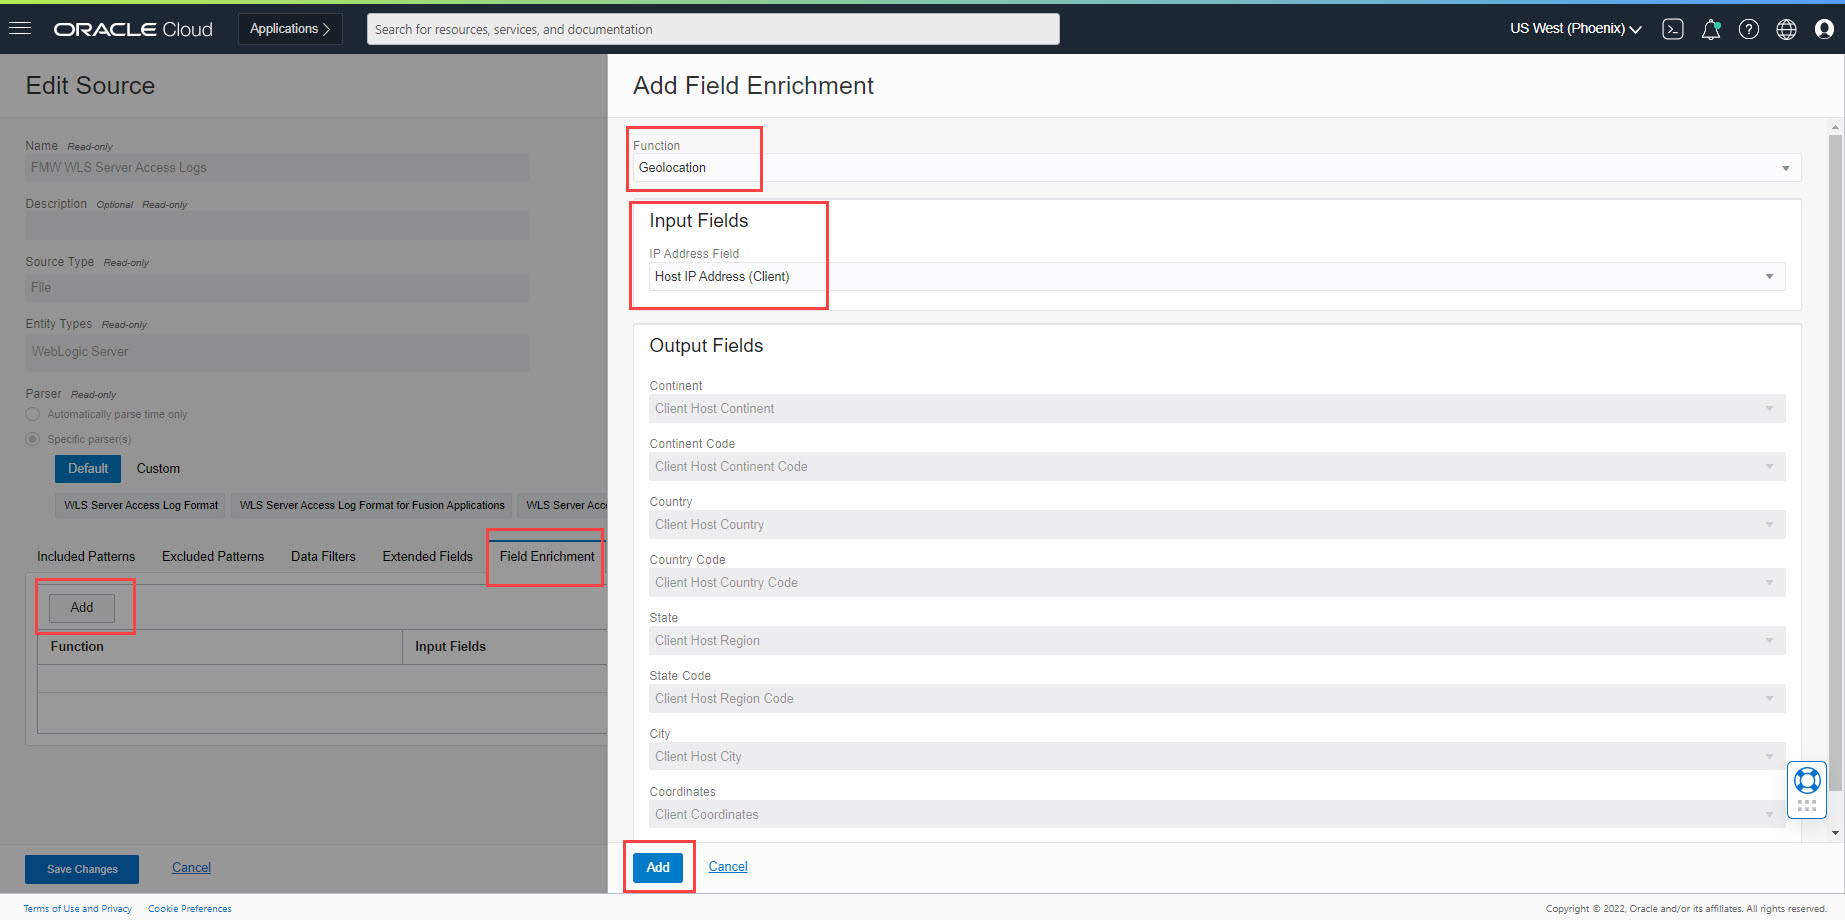 ORACLE Cloud
Applications
Search for resources, services, and documentation
US West (Phoenix)
Edit Source
Name Read-only
FMW WLS Server Access Logs
Description Optional Read-only
Source Type Read-only
File
Entity Types Read-only
WebLogic Server
Parser Read-only
Automatically parse time only
Specific parser(s)
Default Custom
WLS Server Access Log Format WLS Server Access Log Format for Fusion Applications WLS Server Acc
Included Patterns Excluded Patterns Data Filters Extended Fields Field Enrichment
Add
Function Input Fields
Save Changes Cancel
Add Field Enrichment
Function
Geolocation
Input Fields
IP Address Field
Host IP Address (Client)
Output Fields
Continent
Client Host Continent
Continent Code
Client Host Continent Code
Country
Client Host Country
Country Code
Client Host Country Code
State
Client Host Region
State Code
Client Host Region Code
City
Client Host City
Coordinates
Client Coordinates
Add Cancel
Terms of Use and Privacy Cookie Preferences
Copyright © 2022, Oracle and/or its affiliates. All rights reserved.